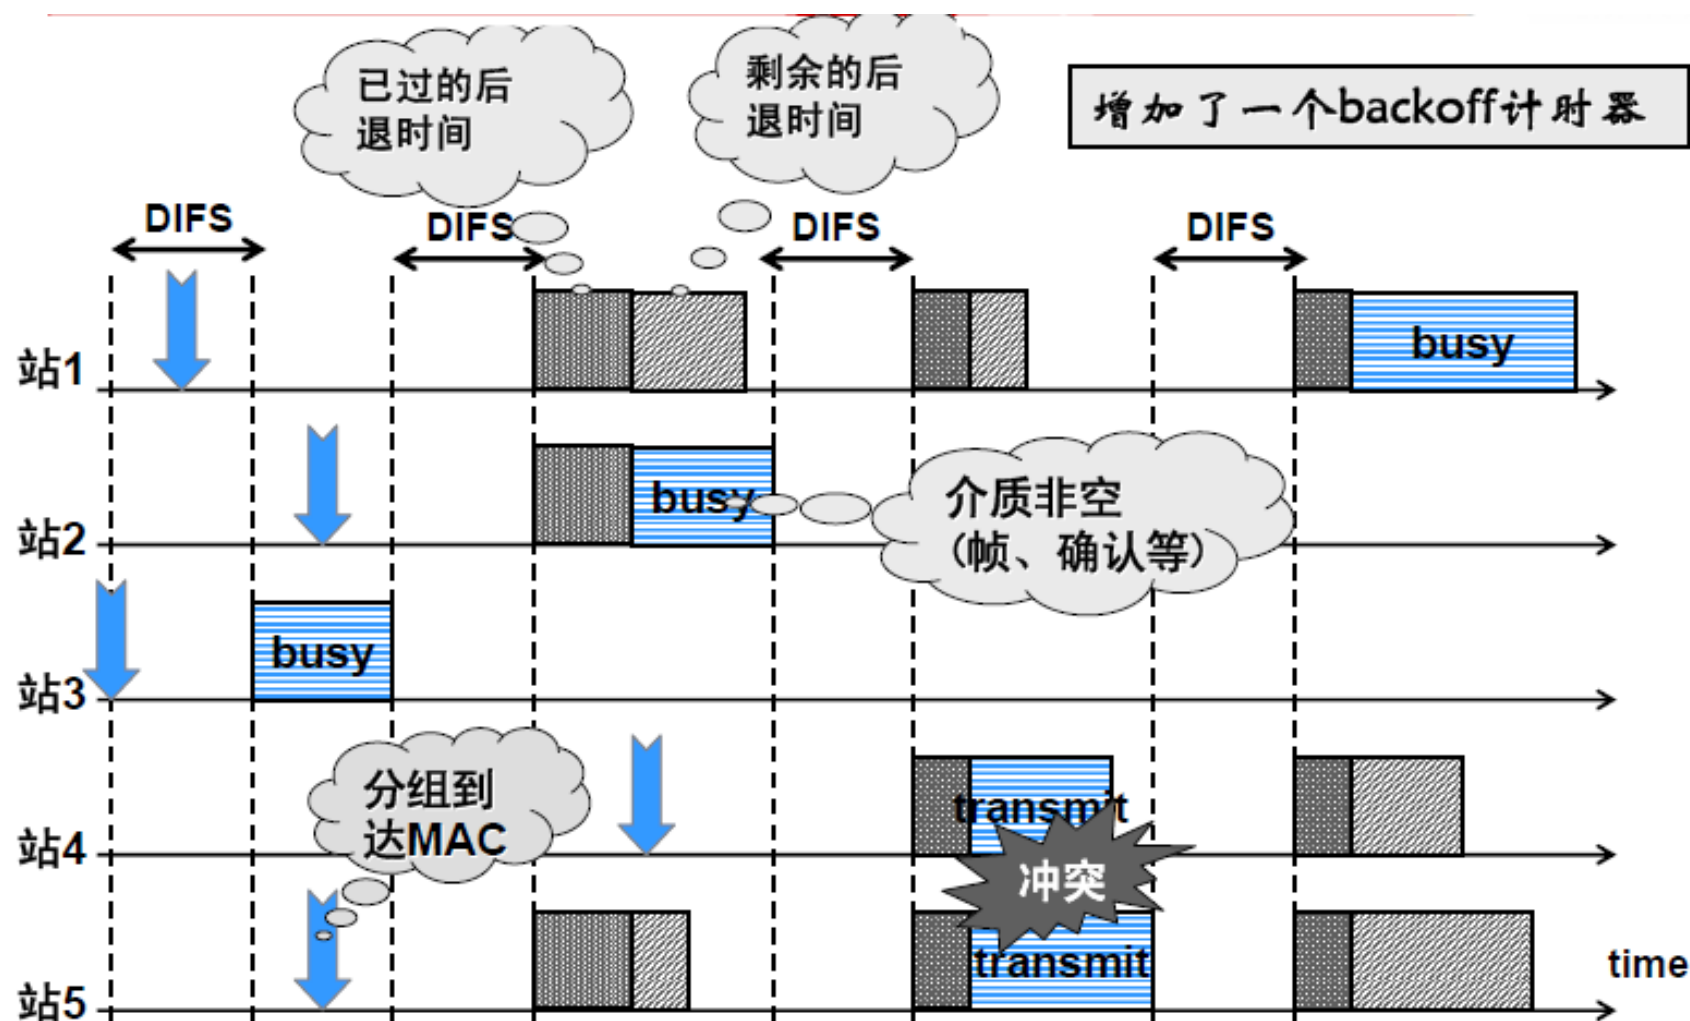 已过的后
退时间
剩余的后
退时间
增加了一个backoff计时器
DIFS
DIFS
DIFS
DIFS
站1
busy
站2
busy
介质非空
(帧、确认等)
站3
busy
分组到
达MAC
站4
transmit
冲突
站5
transmit
time